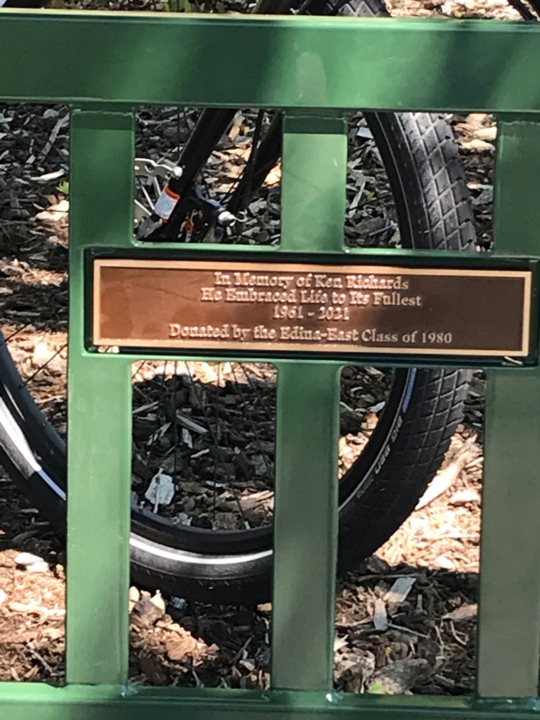 In Memory of Ken Richards
He Embraced Life to Its Fullest
1961 - 2021
Donated by the Edina-East Class of 1980